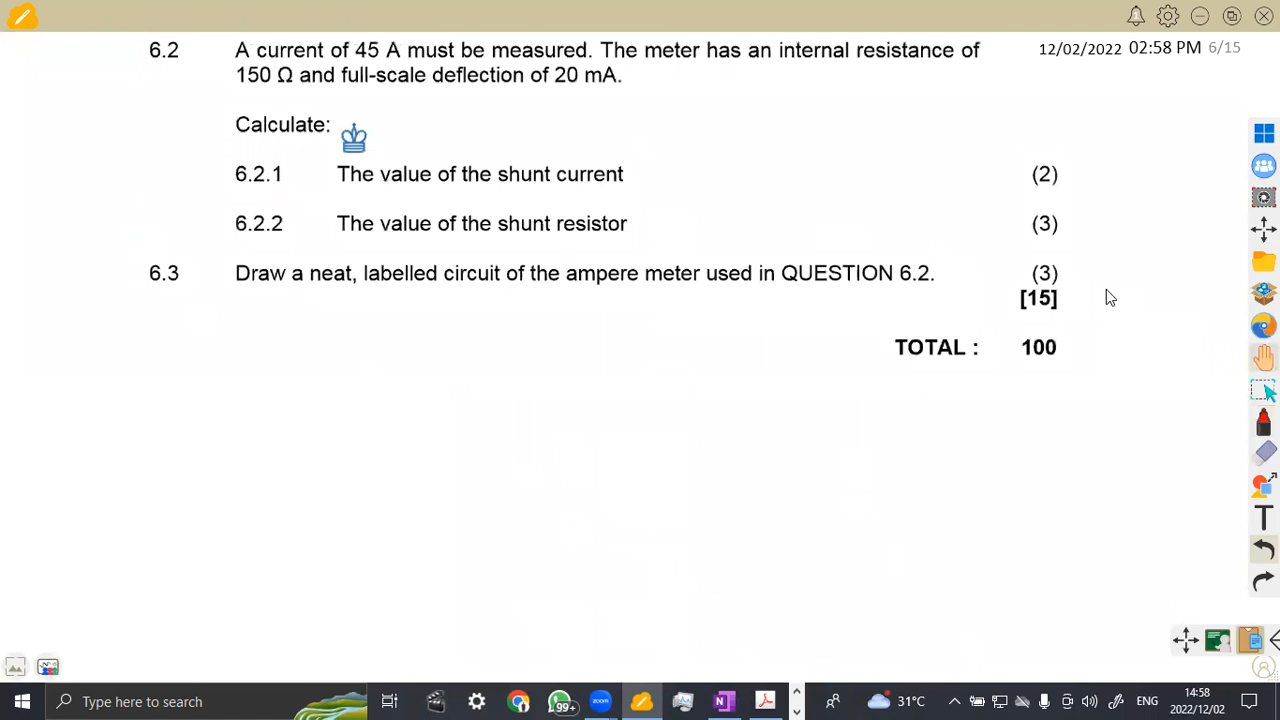 12/02/2022 02:58 PM 6/15
6.2 A current of 45 A must be measured. The meter has an internal resistance of
150 Ω and full-scale deflection of 20 mA.
Calculate:
6.2.1 The value of the shunt current (2)
6.2.2 The value of the shunt resistor (3)
6.3 Draw a neat, labelled circuit of the ampere meter used in QUESTION 6.2. (3)
[15]
TOTAL : 100
T
Type here to search
99+
31°C
ENG
14:58
2022/12/02